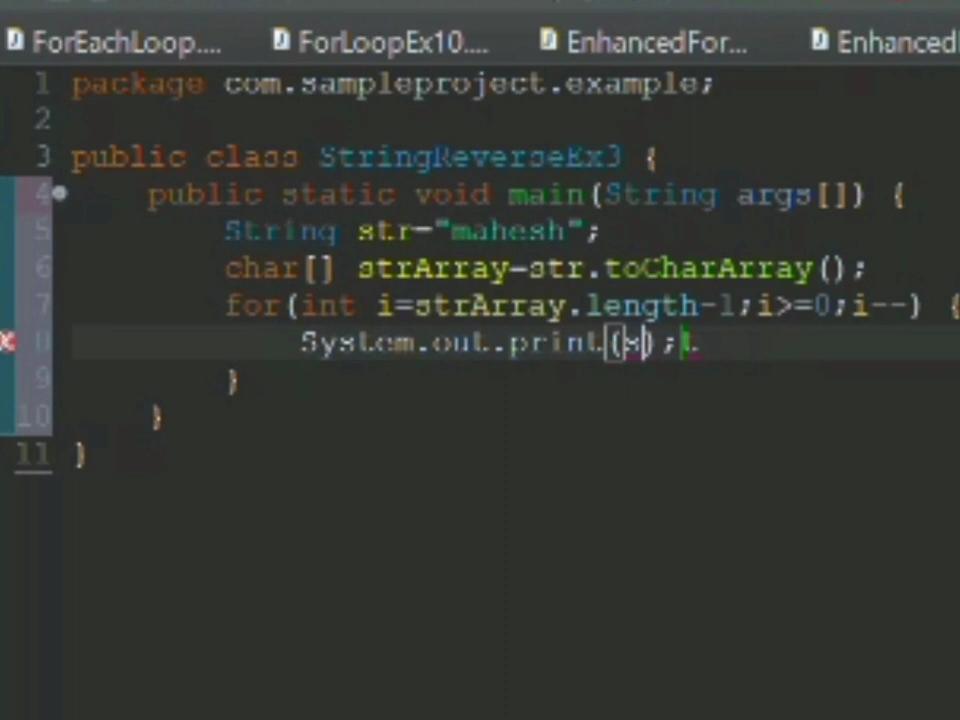 ForEachLoop.... ForLoopEx10.... EnhancedFor... Enhanced
1 package com.sampleproject.example;
2
3 public class StringReverseEx3 {
4 public static void main(String args[]) {
5 String str="mahesh";
6 char[] strArray=str.toCharArray();
7 for(int i=strArray.length-1;i>=0;i--) {
8 System.out.print(s);t
9 }
10 }
11 }